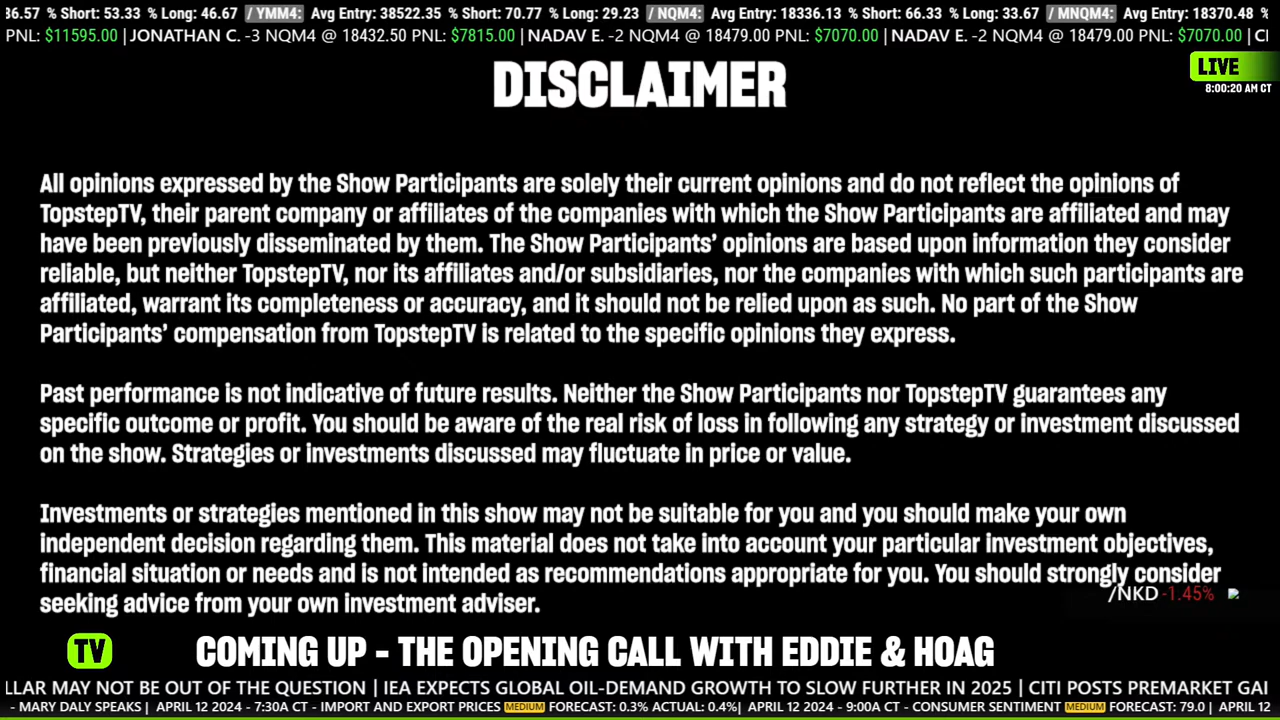 % Short: 53.33 % Long: 46.67 / YMM4: Avg Entry: 38522.35 % Short: 70.77 % Long: 29.23 / NQM4: Avg Entry: 18336.13 % Short: 66.33 % Long: 33.67 / MNQM4: Avg Entry: 18370.48 %
PNL: $11595.00 | JONATHAN C. -3 NQM4 @ 18432.50 PNL: $7815.00 | NADAV E. -2 NQM4 @ 18479.00 PNL: $7070.00 | NADAV E. -2 NQM4 @ 18479.00 PNL: $7070.00 |
DISCLAIMER
LIVE
8:00:20 AM CT
All opinions expressed by the Show Participants are solely their current opinions and do not reflect the opinions of
TopstepTV, their parent company or affiliates of the companies with which the Show Participants are affiliated and may
have been previously disseminated by them. The Show Participants' opinions are based upon information they consider
reliable, but neither TopstepTV, nor its affiliates and/or subsidiaries, nor the companies with which such participants are
affiliated, warrant its completeness or accuracy, and it should not be relied upon as such. No part of the Show
Participants' compensation from TopstepTV is related to the specific opinions they express.
Past performance is not indicative of future results. Neither the Show Participants nor TopstepTV guarantees any
specific outcome or profit. You should be aware of the real risk of loss in following any strategy or investment discussed
on the show. Strategies or investments discussed may fluctuate in price or value.
Investments or strategies mentioned in this show may not be suitable for you and you should make your own
independent decision regarding them. This material does not take into account your particular investment objectives,
financial situation or needs and is not intended as recommendations appropriate for you. You should strongly consider
seeking advice from your own investment adviser.
/NKD -1.45%
TV
COMING UP - THE OPENING CALL WITH EDDIE & HOAG
LLAR MAY NOT BE OUT OF THE QUESTION | IEA EXPECTS GLOBAL OIL-DEMAND GROWTH TO SLOW FURTHER IN 2025 | CITI POSTS PREMARKET GAI
- MARY DALY SPEAKS | APRIL 12 2024 - 7:30A CT - IMPORT AND EXPORT PRICES MEDIUM FORECAST: 0.3% ACTUAL: 0.4% | APRIL 12 2024 - 9:00A CT - CONSUMER SENTIMENT MEDIUM FORECAST: 79.0 | APRIL 12